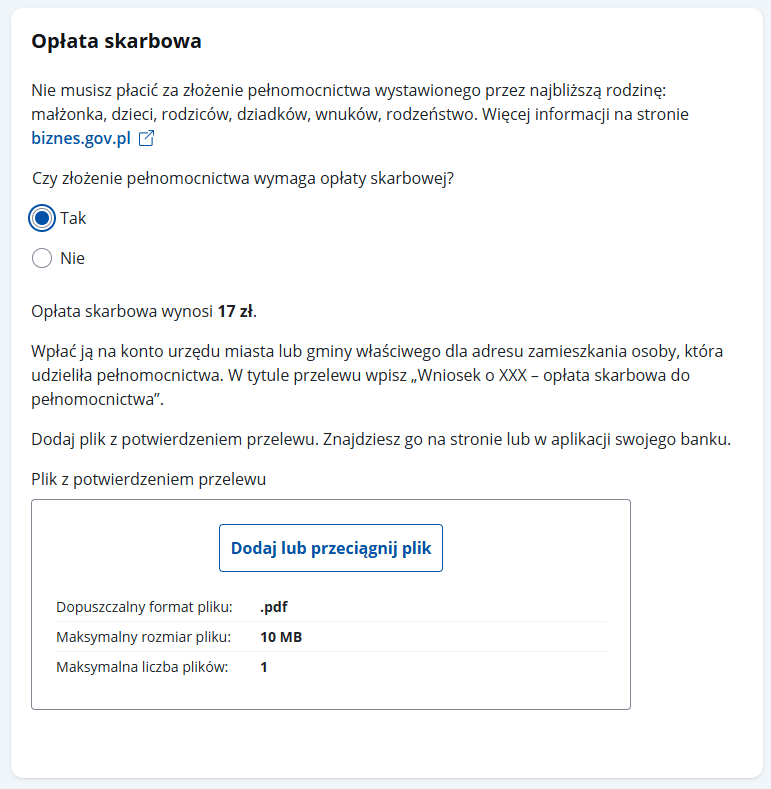 Opłata skarbowa
Nie musisz płacić za złożenie pełnomocnictwa wystawionego przez najbliższą rodzinę:
małżonka, dzieci, rodziców, dziadków, wnuków, rodzeństwo. Więcej informacji na stronie
biznes.gov.pl
Czy złożenie pełnomocnictwa wymaga opłaty skarbowej?
Tak
Nie
Opłata skarbowa wynosi 17 zł.
Wpłać ją na konto urzędu miasta lub gminy właściwego dla adresu zamieszkania osoby, która
udzieliła pełnomocnictwa. W tytule przelewu wpisz „Wniosek o XXX – opłata skarbowa do
pełnomocnictwa”.
Dodaj plik z potwierdzeniem przelewu. Znajdziesz go na stronie lub w aplikacji swojego banku.
Plik z potwierdzeniem przelewu
Dodaj lub przeciągnij plik
Dopuszczalny format pliku: .pdf
Maksymalny rozmiar pliku: 10 MB
Maksymalna liczba plików: 1